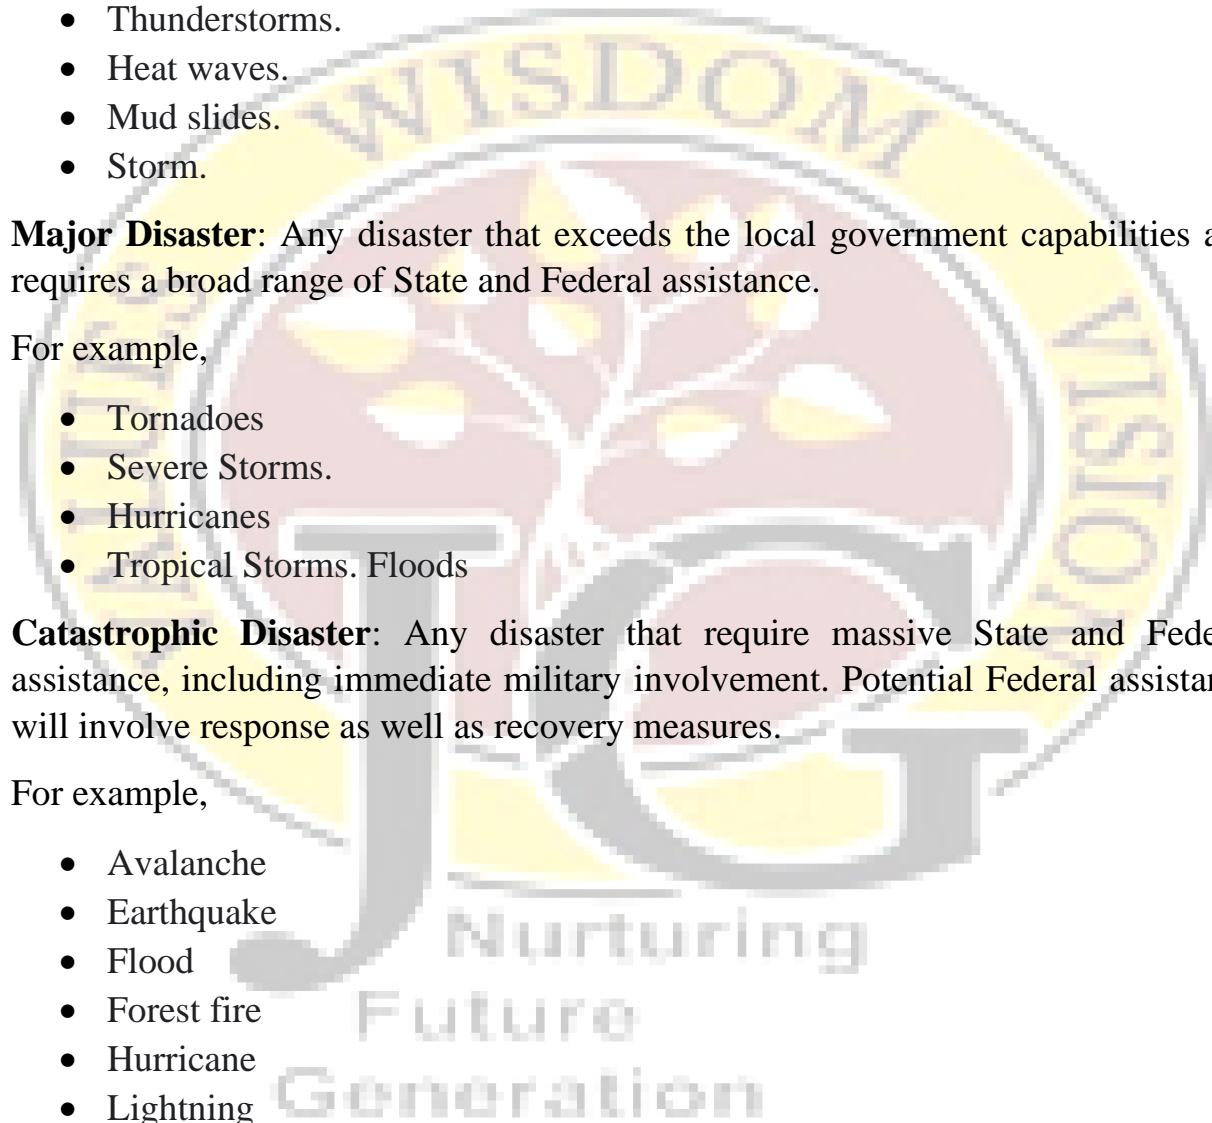 • Thunderstorms.
• Heat waves.
• Mud slides.
• Storm.
Major Disaster: Any disaster that exceeds the local government capabilities a
requires a broad range of State and Federal assistance.
For example,
• Tornadoes
• Severe Storms.
• Hurricanes
• Tropical Storms. Floods
Catastrophic Disaster: Any disaster that require massive State and Fede
assistance, including immediate military involvement. Potential Federal assistan
will involve response as well as recovery measures.
For example,
• Avalanche
• Earthquake
• Flood
• Forest fire
• Hurricane
• Lightning
WISDOM
VISION
VALUES
JG
Nurturing
Future
Generation